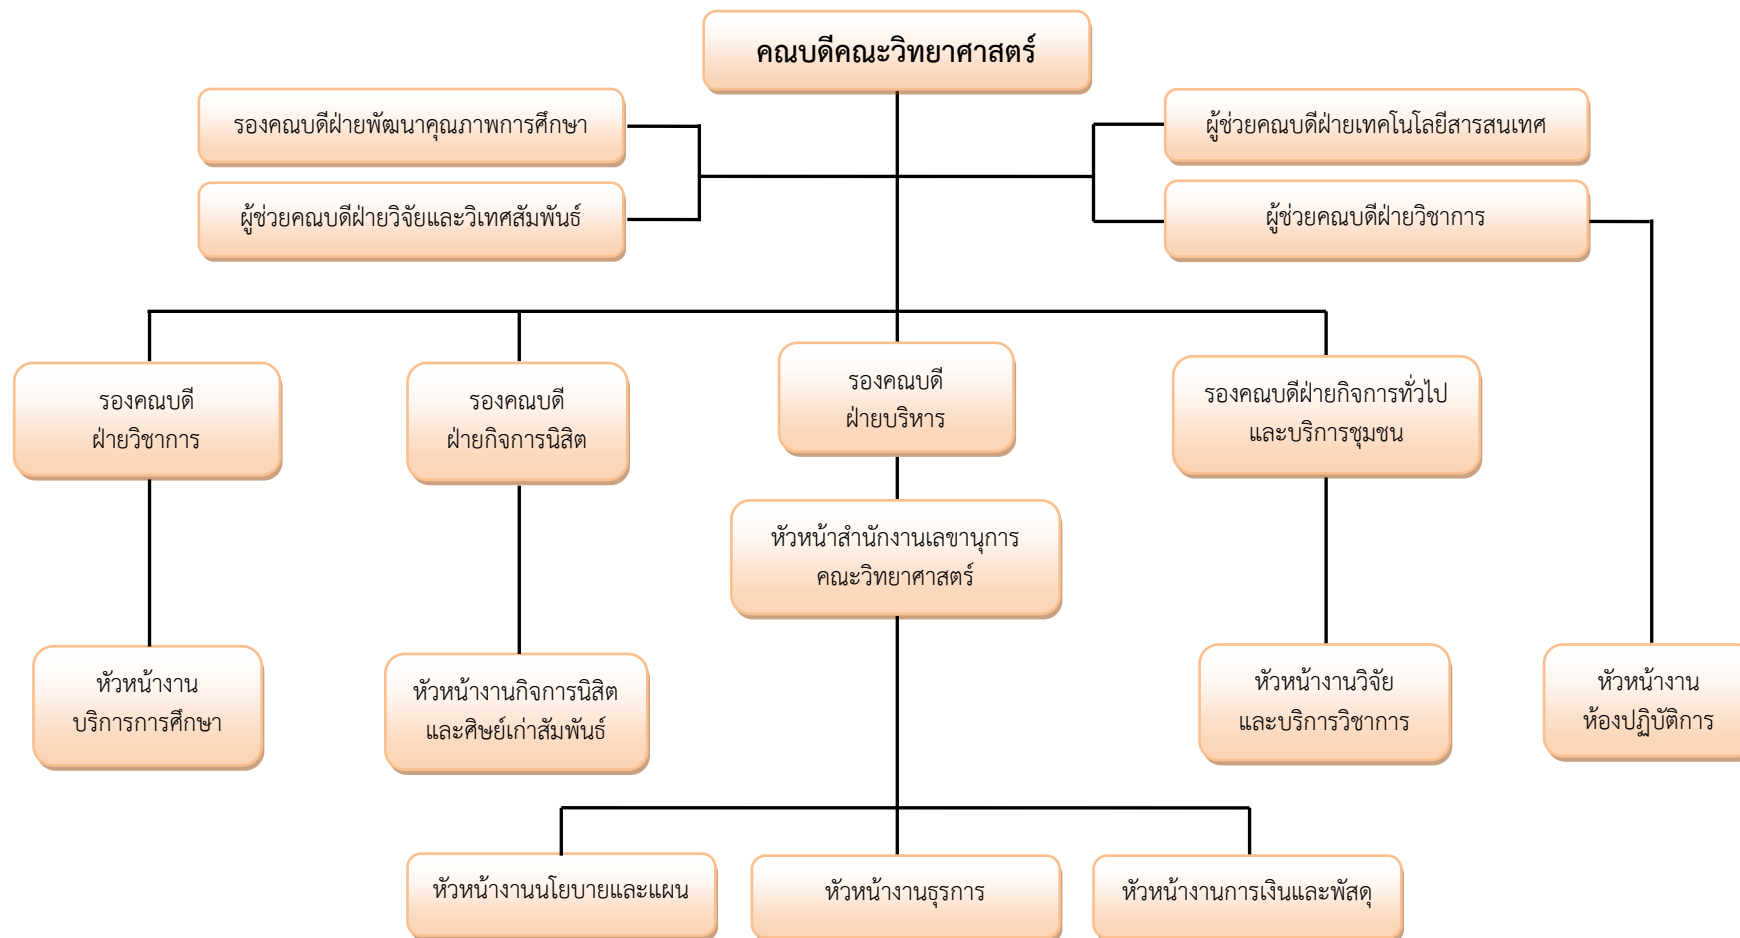 คณบดีคณะวิทยาศาสตร์
รองคณบดีฝ่ายพัฒนาคุณภาพการศึกษา
ผู้ช่วยคณบดีฝ่ายเทคโนโลยีสารสนเทศ
ผู้ช่วยคณบดีฝ่ายวิจัยและวิเทศสัมพันธ์
ผู้ช่วยคณบดีฝ่ายวิชาการ
รองคณบดี
ฝ่ายวิชาการ
รองคณบดี
ฝ่ายกิจการนิสิต
รองคณบดี
ฝ่ายบริหาร
รองคณบดีฝ่ายกิจการทั่วไป
และบริการชุมชน
หัวหน้าสำนักงานเลขานุการ
คณะวิทยาศาสตร์
หัวหน้างาน
บริการการศึกษา
หัวหน้างานกิจการนิสิต
และศิษย์เก่าสัมพันธ์
หัวหน้างานวิจัย
และบริการวิชาการ
หัวหน้างาน
ห้องปฏิบัติการ
หัวหน้างานนโยบายและแผน
หัวหน้างานธุรการ
หัวหน้างานการเงินและพัสดุ